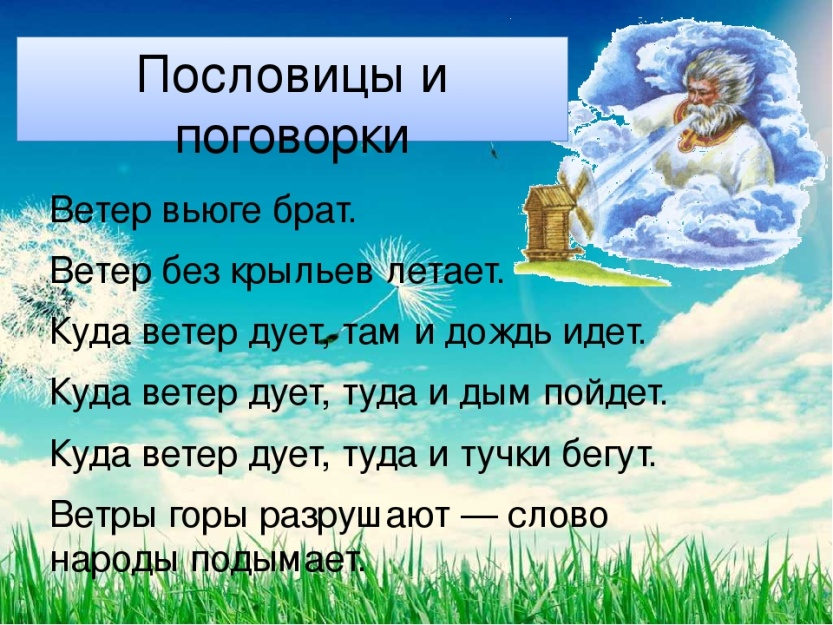 Пословицы и
поговорки
Ветер вьюге брат.
Ветер без крыльев летает.
Куда ветер дует, там и дождь идет.
Куда ветер дует, туда и дым пойдет.
Куда ветер дует, туда и тучки бегут.
Ветры горы разрушают — слово
народы подымает.